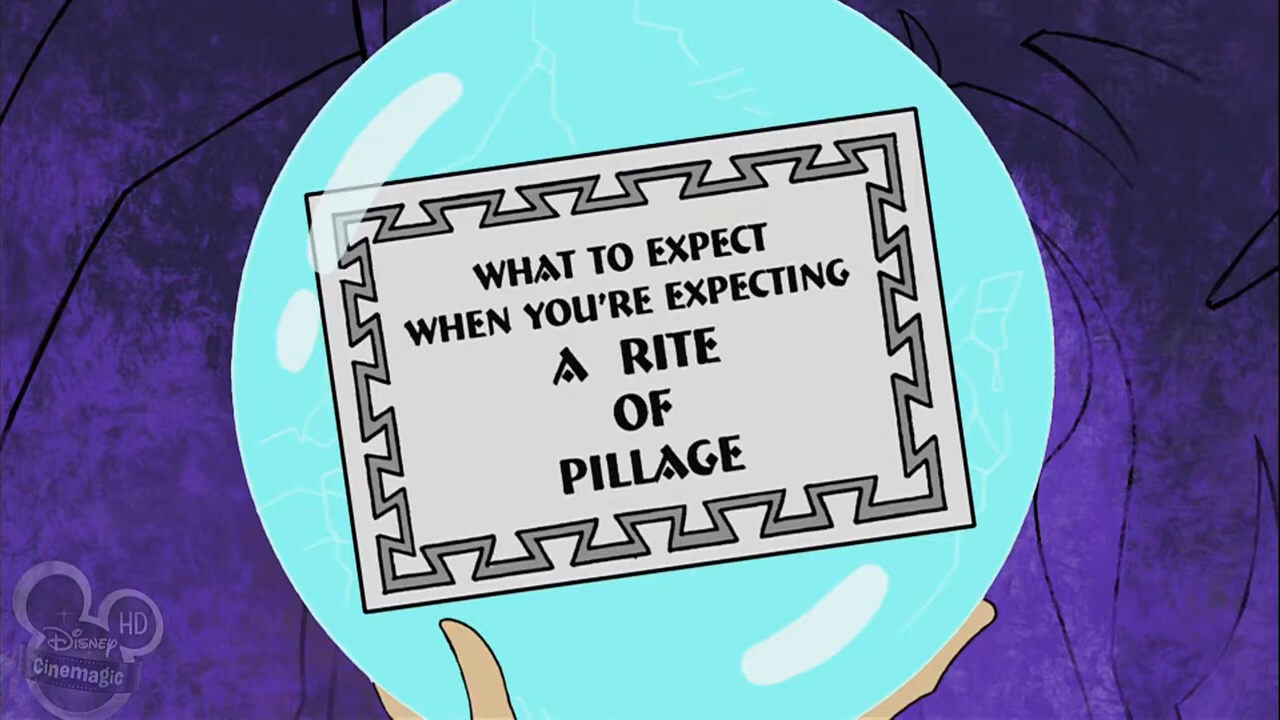 WHAT TO EXPECT
WHEN YOU'RE EXPECTING
A RITE
OF
PILLAGE
HD
Disney
Cinemagic